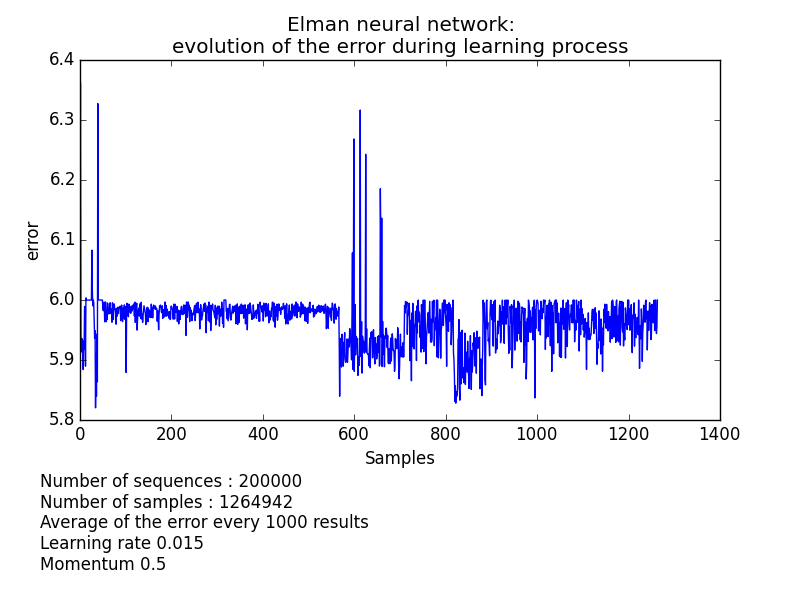 Elman neural network:
evolution of the error during learning process
6.4
6.3
6.2
6.1
6.0
5.9
5.8
error
0 200 400 600 800 1000 1200 1400
Samples
Number of sequences : 200000
Number of samples : 1264942
Average of the error every 1000 results
Learning rate 0.015
Momentum 0.5